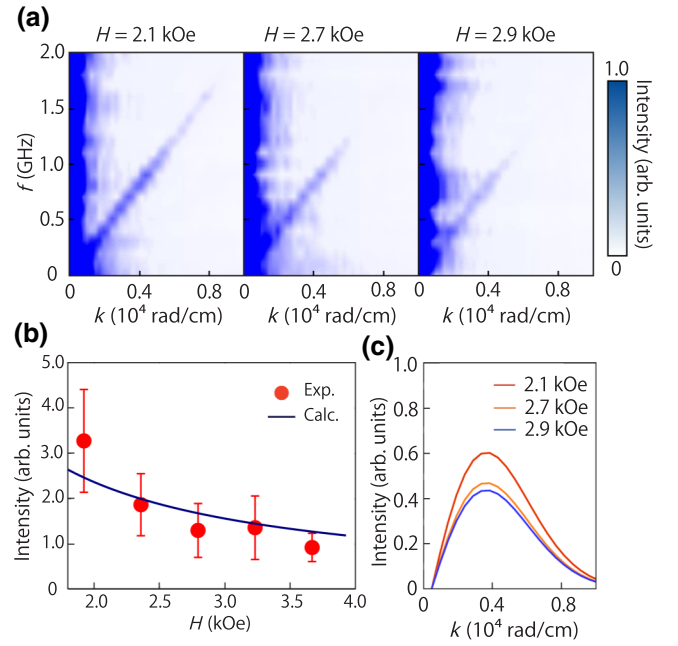 (a)
H = 2.1 kOe
H = 2.7 kOe
H = 2.9 kOe
2.0
1.5
1.0
0.5
0
f (GHz)
0
0.4
0.8
0
0.4
0.8
0
0.4
0.8
k (10⁴ rad/cm)
k (10⁴ rad/cm)
k (10⁴ rad/cm)
1.0
0
Intensity (arb. units)
(b)
5.0
4.0
3.0
2.0
1.0
0
Intensity (arb. units)
Exp.
Calc.
2.0
2.5
3.0
3.5
4.0
H (kOe)
(c)
1.0
0.8
0.6
0.4
0.2
0
Intensity (arb. units)
2.1 kOe
2.7 kOe
2.9 kOe
0
0.4
0.8
k (10⁴ rad/cm)